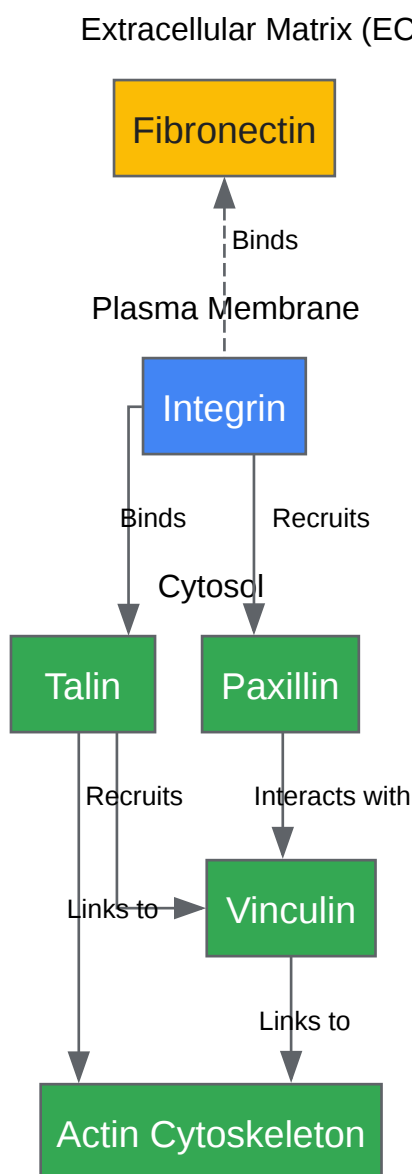 Extracellular Matrix (EC
Fibronectin
Binds
Plasma Membrane
Integrin
Binds
Recruits
Cytosol
Talin
Paxillin
Recruits
Interacts with
Vinculin
Links to
Links to
Actin Cytoskeleton